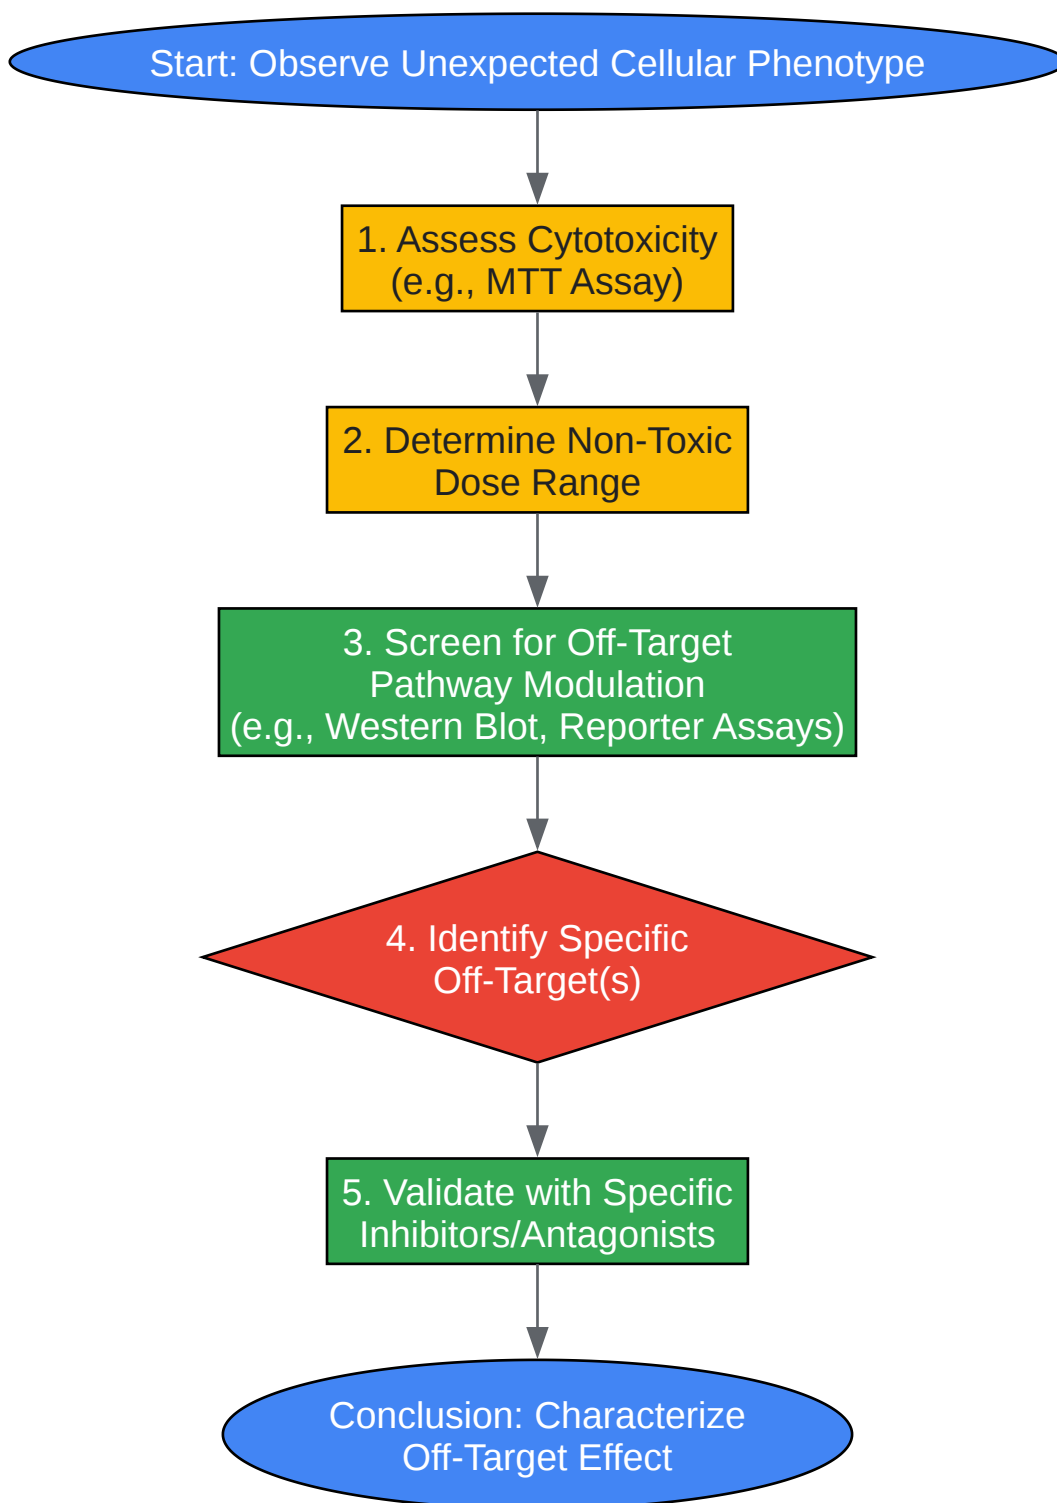 Start: Observe Unexpected Cellular Phenotype
1. Assess Cytotoxicity
(e.g., MTT Assay)
2. Determine Non-Toxic
Dose Range
3. Screen for Off-Target
Pathway Modulation
(e.g., Western Blot, Reporter Assays)
4. Identify Specific
Off-Target(s)
5. Validate with Specific
Inhibitors/Antagonists
Conclusion: Characterize
Off-Target Effect